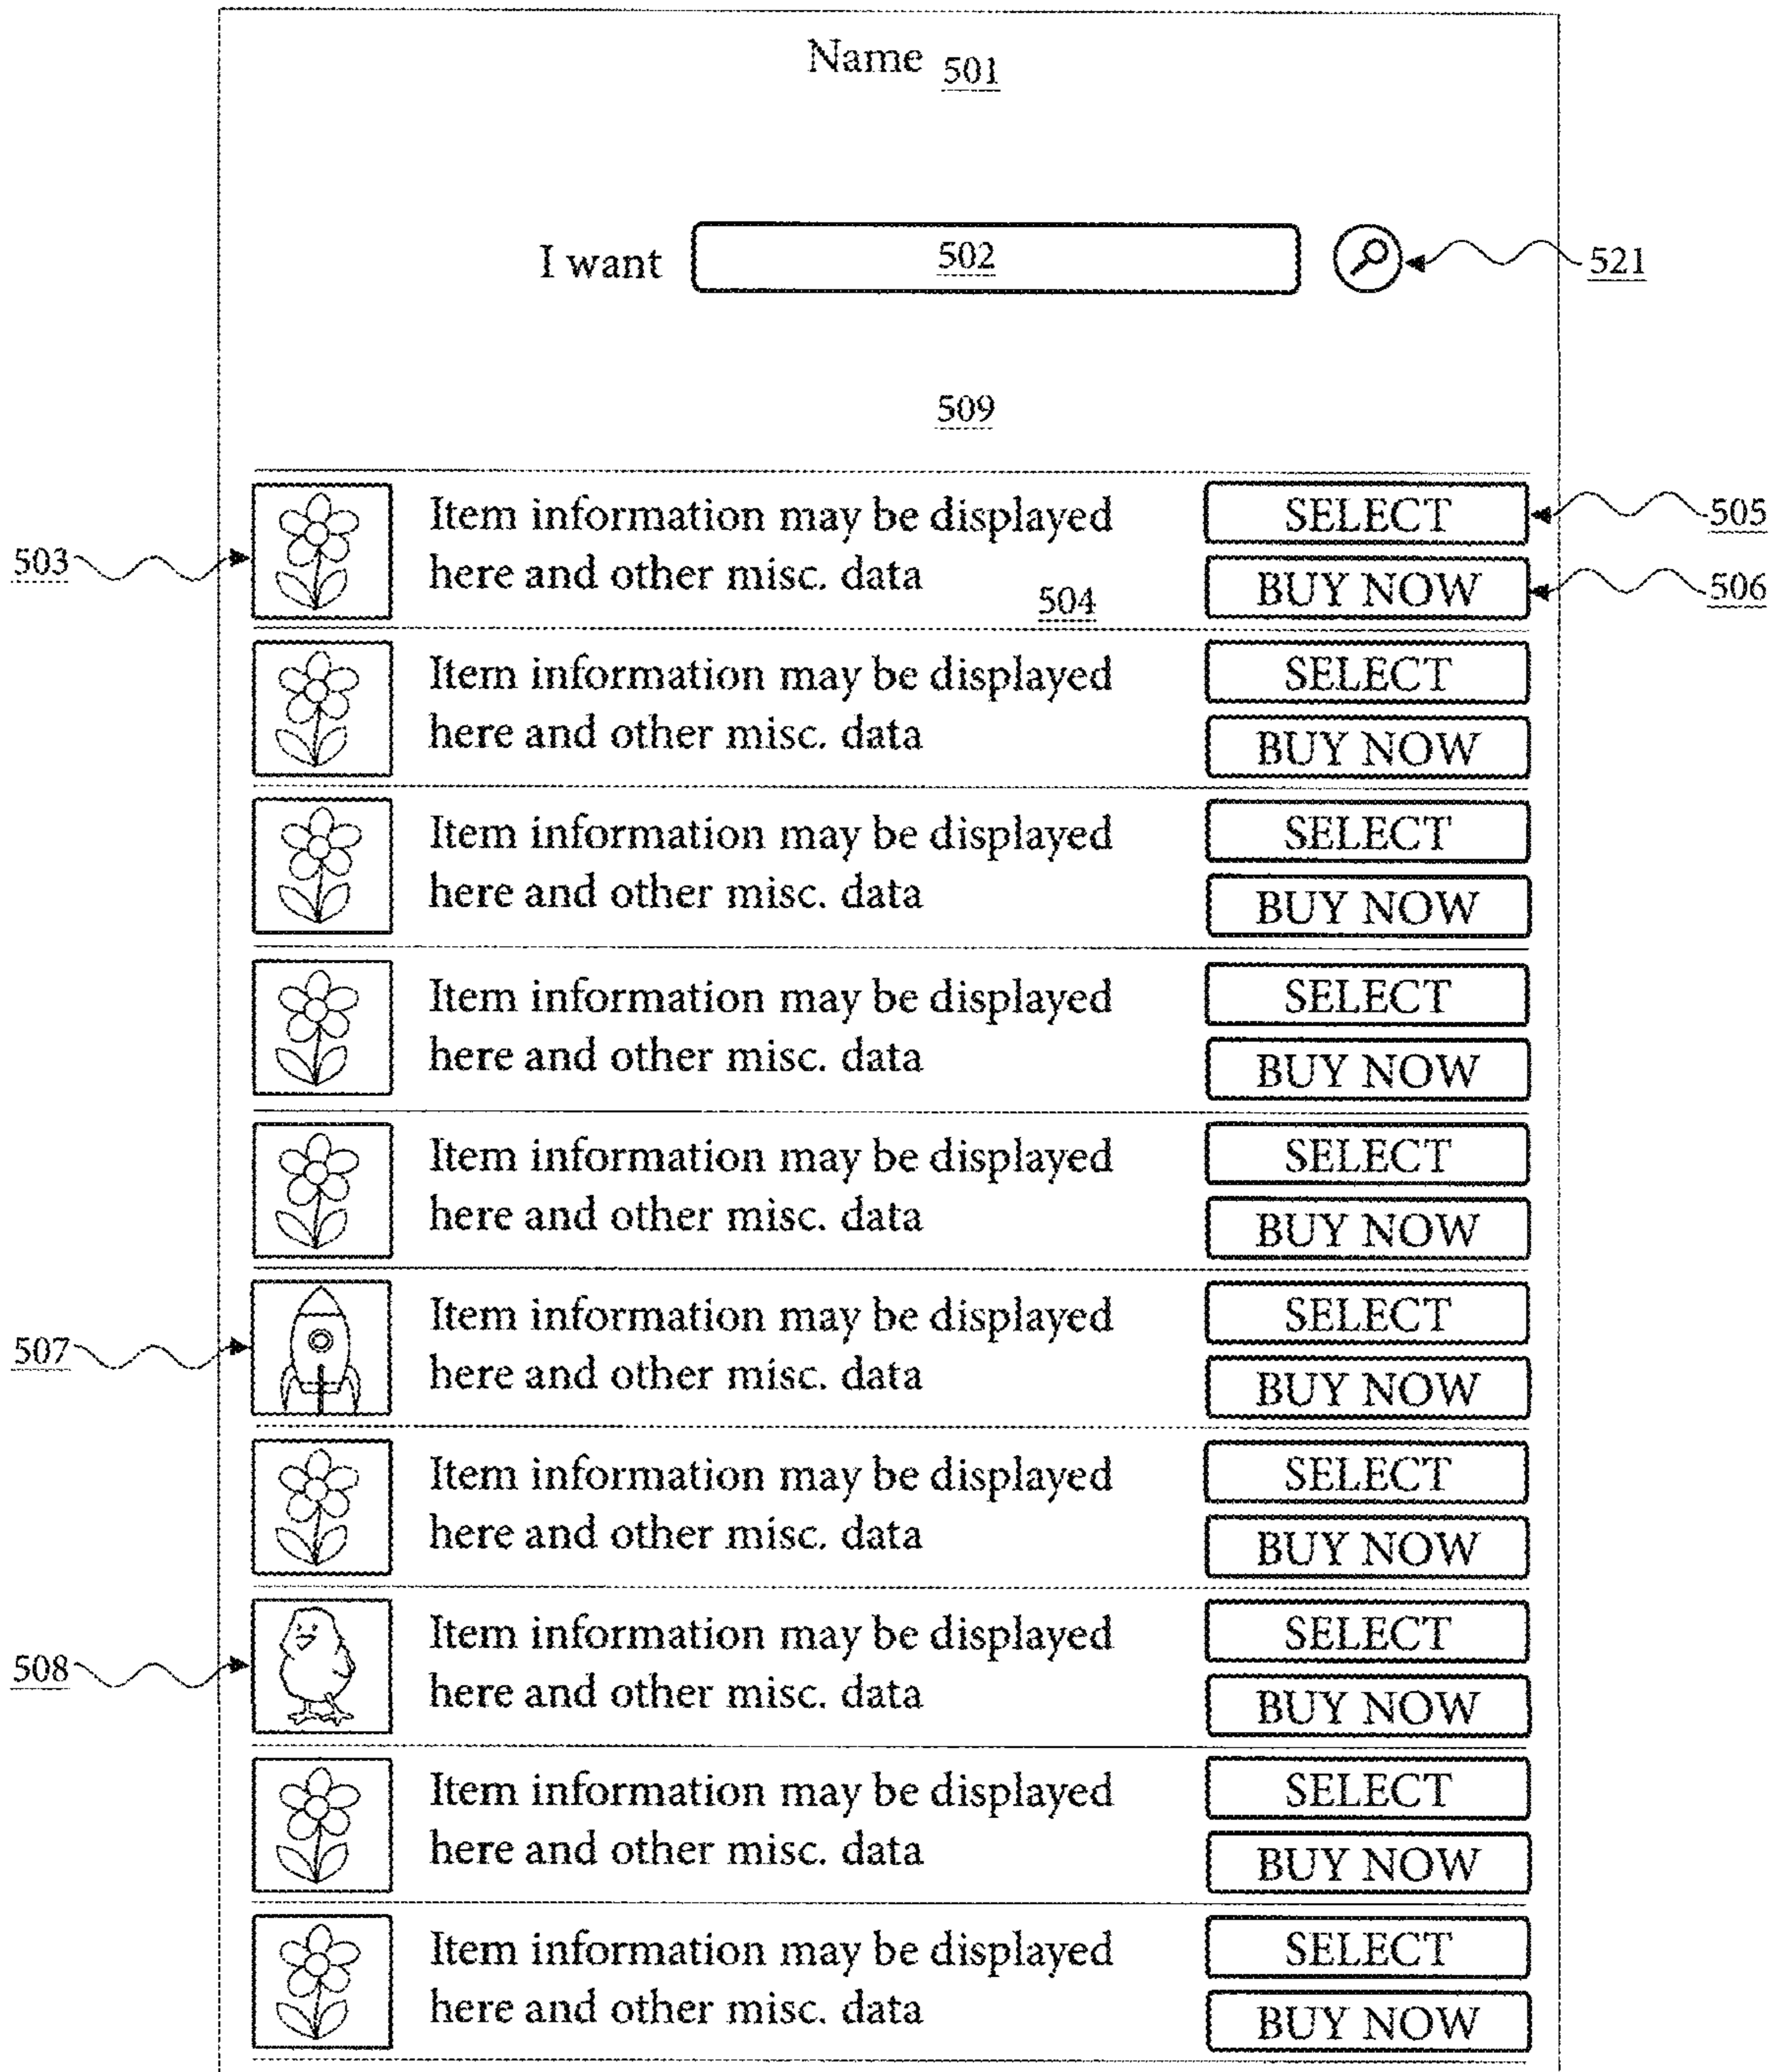 Name 501
I want 502 521
509
Item information may be displayed SELECT 505
503 here and other misc. data 504 BUY NOW 506
Item information may be displayed SELECT
here and other misc. data BUY NOW
Item information may be displayed SELECT
here and other misc. data BUY NOW
Item information may be displayed SELECT
here and other misc. data BUY NOW
Item information may be displayed SELECT
here and other misc. data BUY NOW
Item information may be displayed SELECT
507 here and other misc. data BUY NOW
Item information may be displayed SELECT
here and other misc. data BUY NOW
Item information may be displayed SELECT
508 here and other misc. data BUY NOW
Item information may be displayed SELECT
here and other misc. data BUY NOW
Item information may be displayed SELECT
here and other misc. data BUY NOW